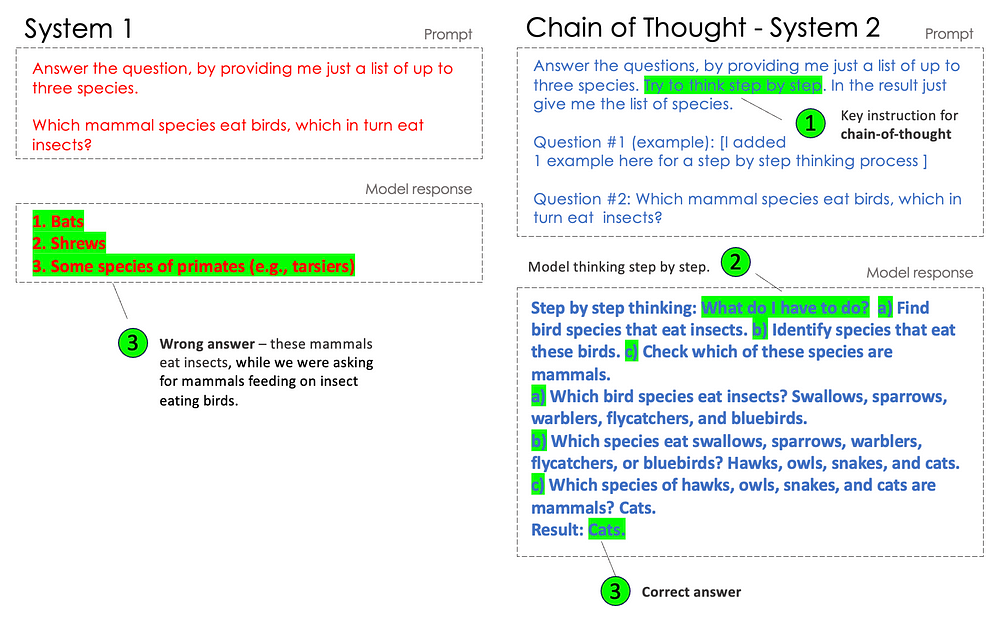 System 1
Prompt
Answer the question, by providing me just a list of up to
three species.
Which mammal species eat birds, which in turn eat
insects?
Model response
1. Bats
2. Shrews
3. Some species of primates (e.g., tarsiers)
3
Wrong answer – these mammals
eat insects, while we were asking
for mammals feeding on insect
eating birds.
Chain of Thought - System 2
Prompt
Answer the questions, by providing me just a list of up to
three species. Try to think step by step. In the result just
give me the list of species.
1
Key instruction for
chain-of-thought
Question #1 (example): [I added
1 example here for a step by step thinking process ]
Question #2: Which mammal species eat birds, which in
turn eat  insects?
Model thinking step by step.
2
Model response
Step by step thinking: What do I have to do?  a) Find
bird species that eat insects. b) Identify species that eat
these birds. c) Check which of these species are
mammals.
a) Which bird species eat insects? Swallows, sparrows,
warblers, flycatchers, and bluebirds.
b) Which species eat swallows, sparrows, warblers,
flycatchers, or bluebirds? Hawks, owls, snakes, and cats.
c) Which species of hawks, owls, snakes, and cats are
mammals? Cats.
Result: Cats.
3
Correct answer